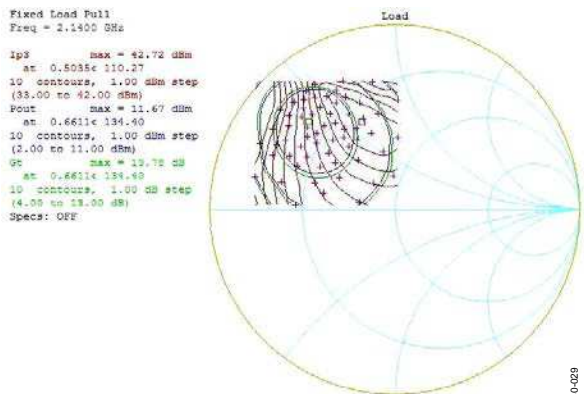 Fixed Load Pull
Freq = 2.1400 GHz
Load
Ip3 max = 42.72 dBm
at 0.5035< 110.27
10 contours, 1.00 dBm step
(33.00 to 42.00 dBm)
Pout max = 11.67 dBm
at 0.6611< 134.40
10 contours, 1.00 dBm step
(2.00 to 11.00 dBm)
Gt max = 13.78 dB
at 0.6611< 134.40
10 contours, 1.00 dB step
(4.00 to 13.00 dB)
Specs: OFF
0-029